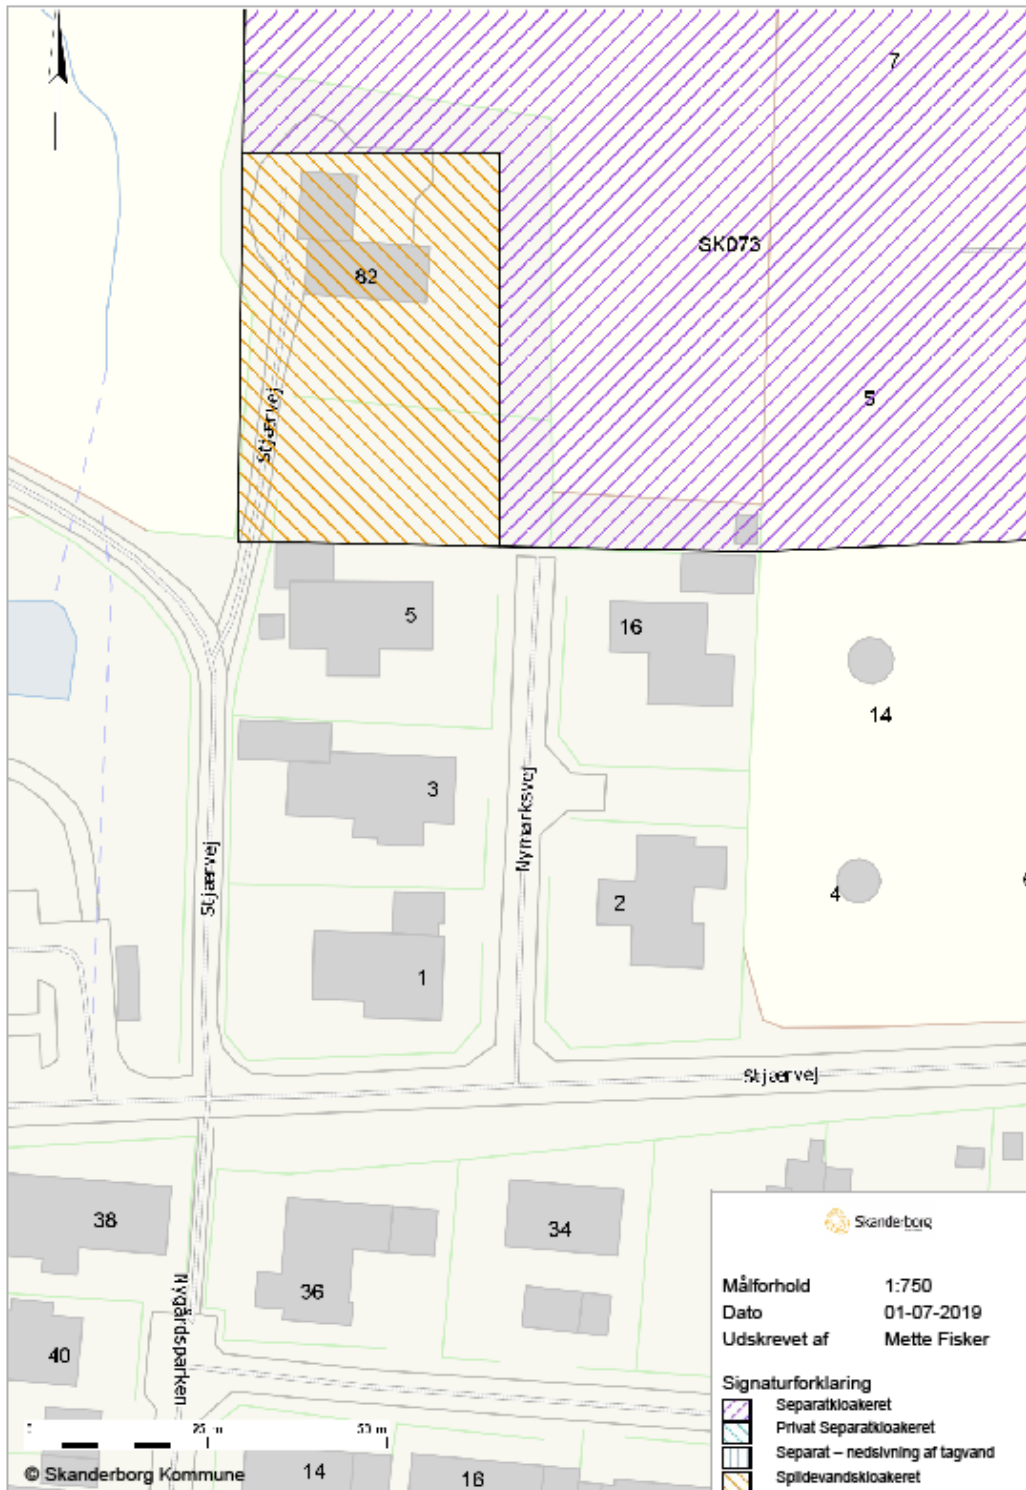 7
SK073
82
5
Stjærvej
5
16
14
3
Nymarksvej
Stjærvej
4
2
1
Stjærvej
38
34
36
Nygårdsparken
40
14
16
25 m
© Skanderborg Kommune
Skanderborg
Målforhold 1:750
Dato 01-07-2019
Udskrevet af Mette Fisker
Signaturforklaring
Separatkloakeret
Privat Separatkloakeret
Separat – nedsivning af tagvand
Spildevandskloakeret